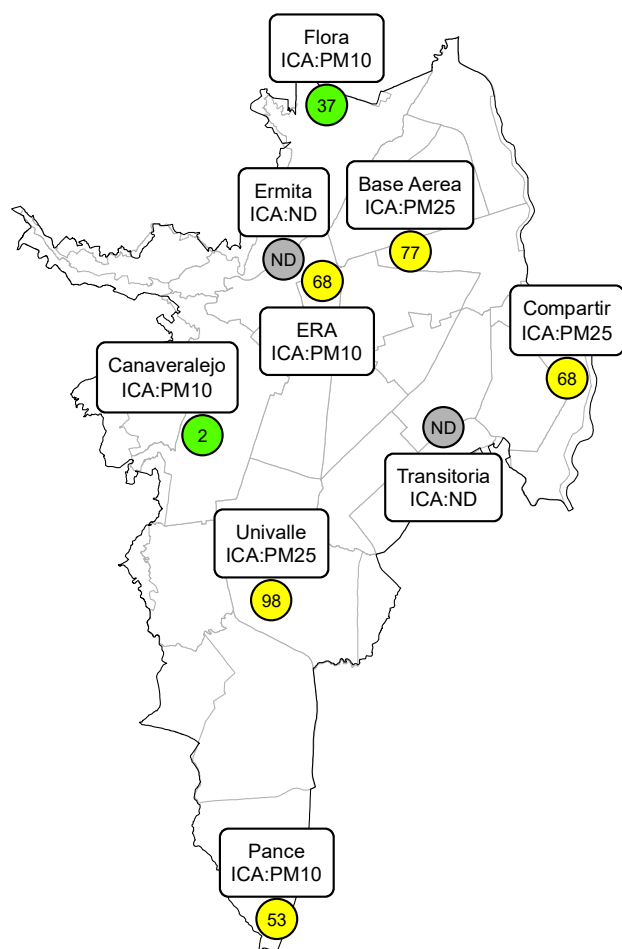 Flora
ICA:PM10
37
Ermita
ICA:ND
ND
Base Aerea
ICA:PM25
77
68
ERA
ICA:PM10
Compartir
ICA:PM25
68
Canaveralejo
ICA:PM10
2
ND
Transitoria
ICA:ND
Univalle
ICA:PM25
98
Pance
ICA:PM10
53